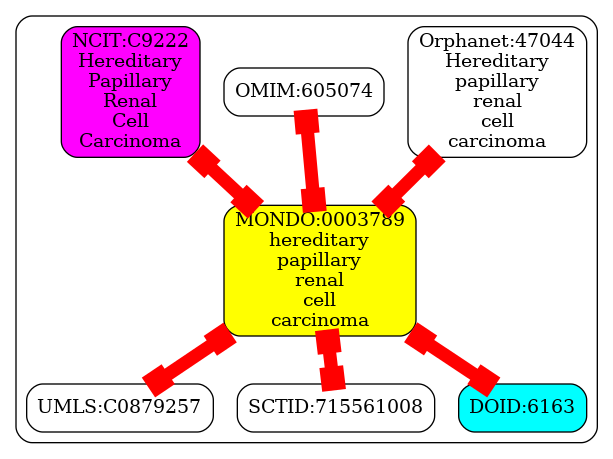 NCIT:C9222
Hereditary
Papillary
Renal
Cell
Carcinoma
OMIM:605074
Orphanet:47044
Hereditary
papillary
renal
cell
carcinoma
MONDO:0003789
hereditary
papillary
renal
cell
carcinoma
UMLS:C0879257
SCTID:715561008
DOID:6163